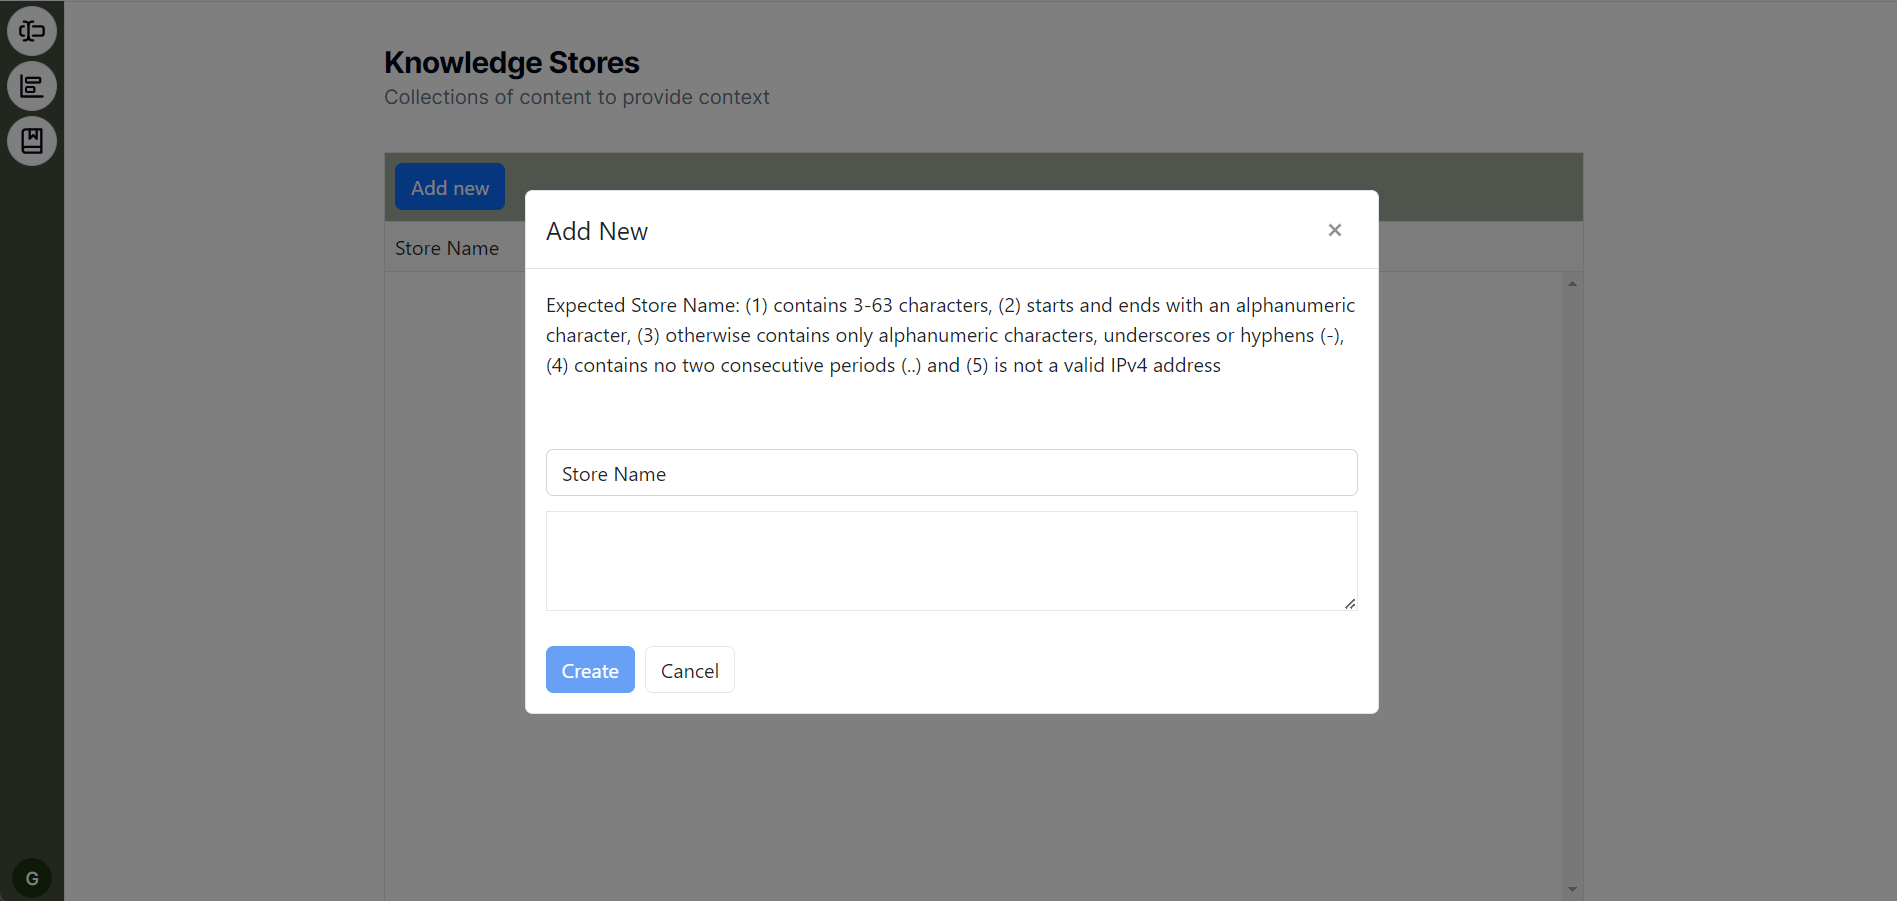 Knowledge Stores
Collections of content to provide context
Add new
Store Name
Add New
×
Expected Store Name: (1) contains 3-63 characters, (2) starts and ends with an alphanumeric
character, (3) otherwise contains only alphanumeric characters, underscores or hyphens (-),
(4) contains no two consecutive periods (..) and (5) is not a valid IPv4 address
Store Name
Create
Cancel
G